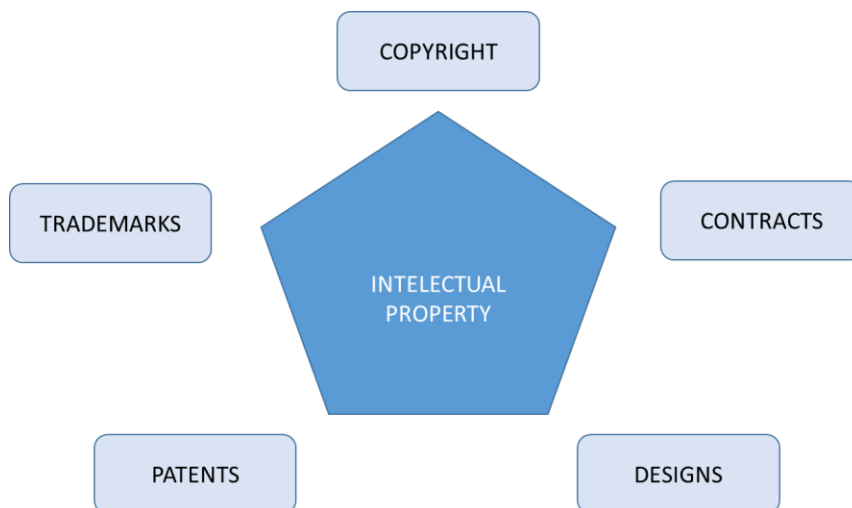 COPYRIGHT
TRADEMARKS
CONTRACTS
INTELECTUAL
PROPERTY
PATENTS
DESIGNS